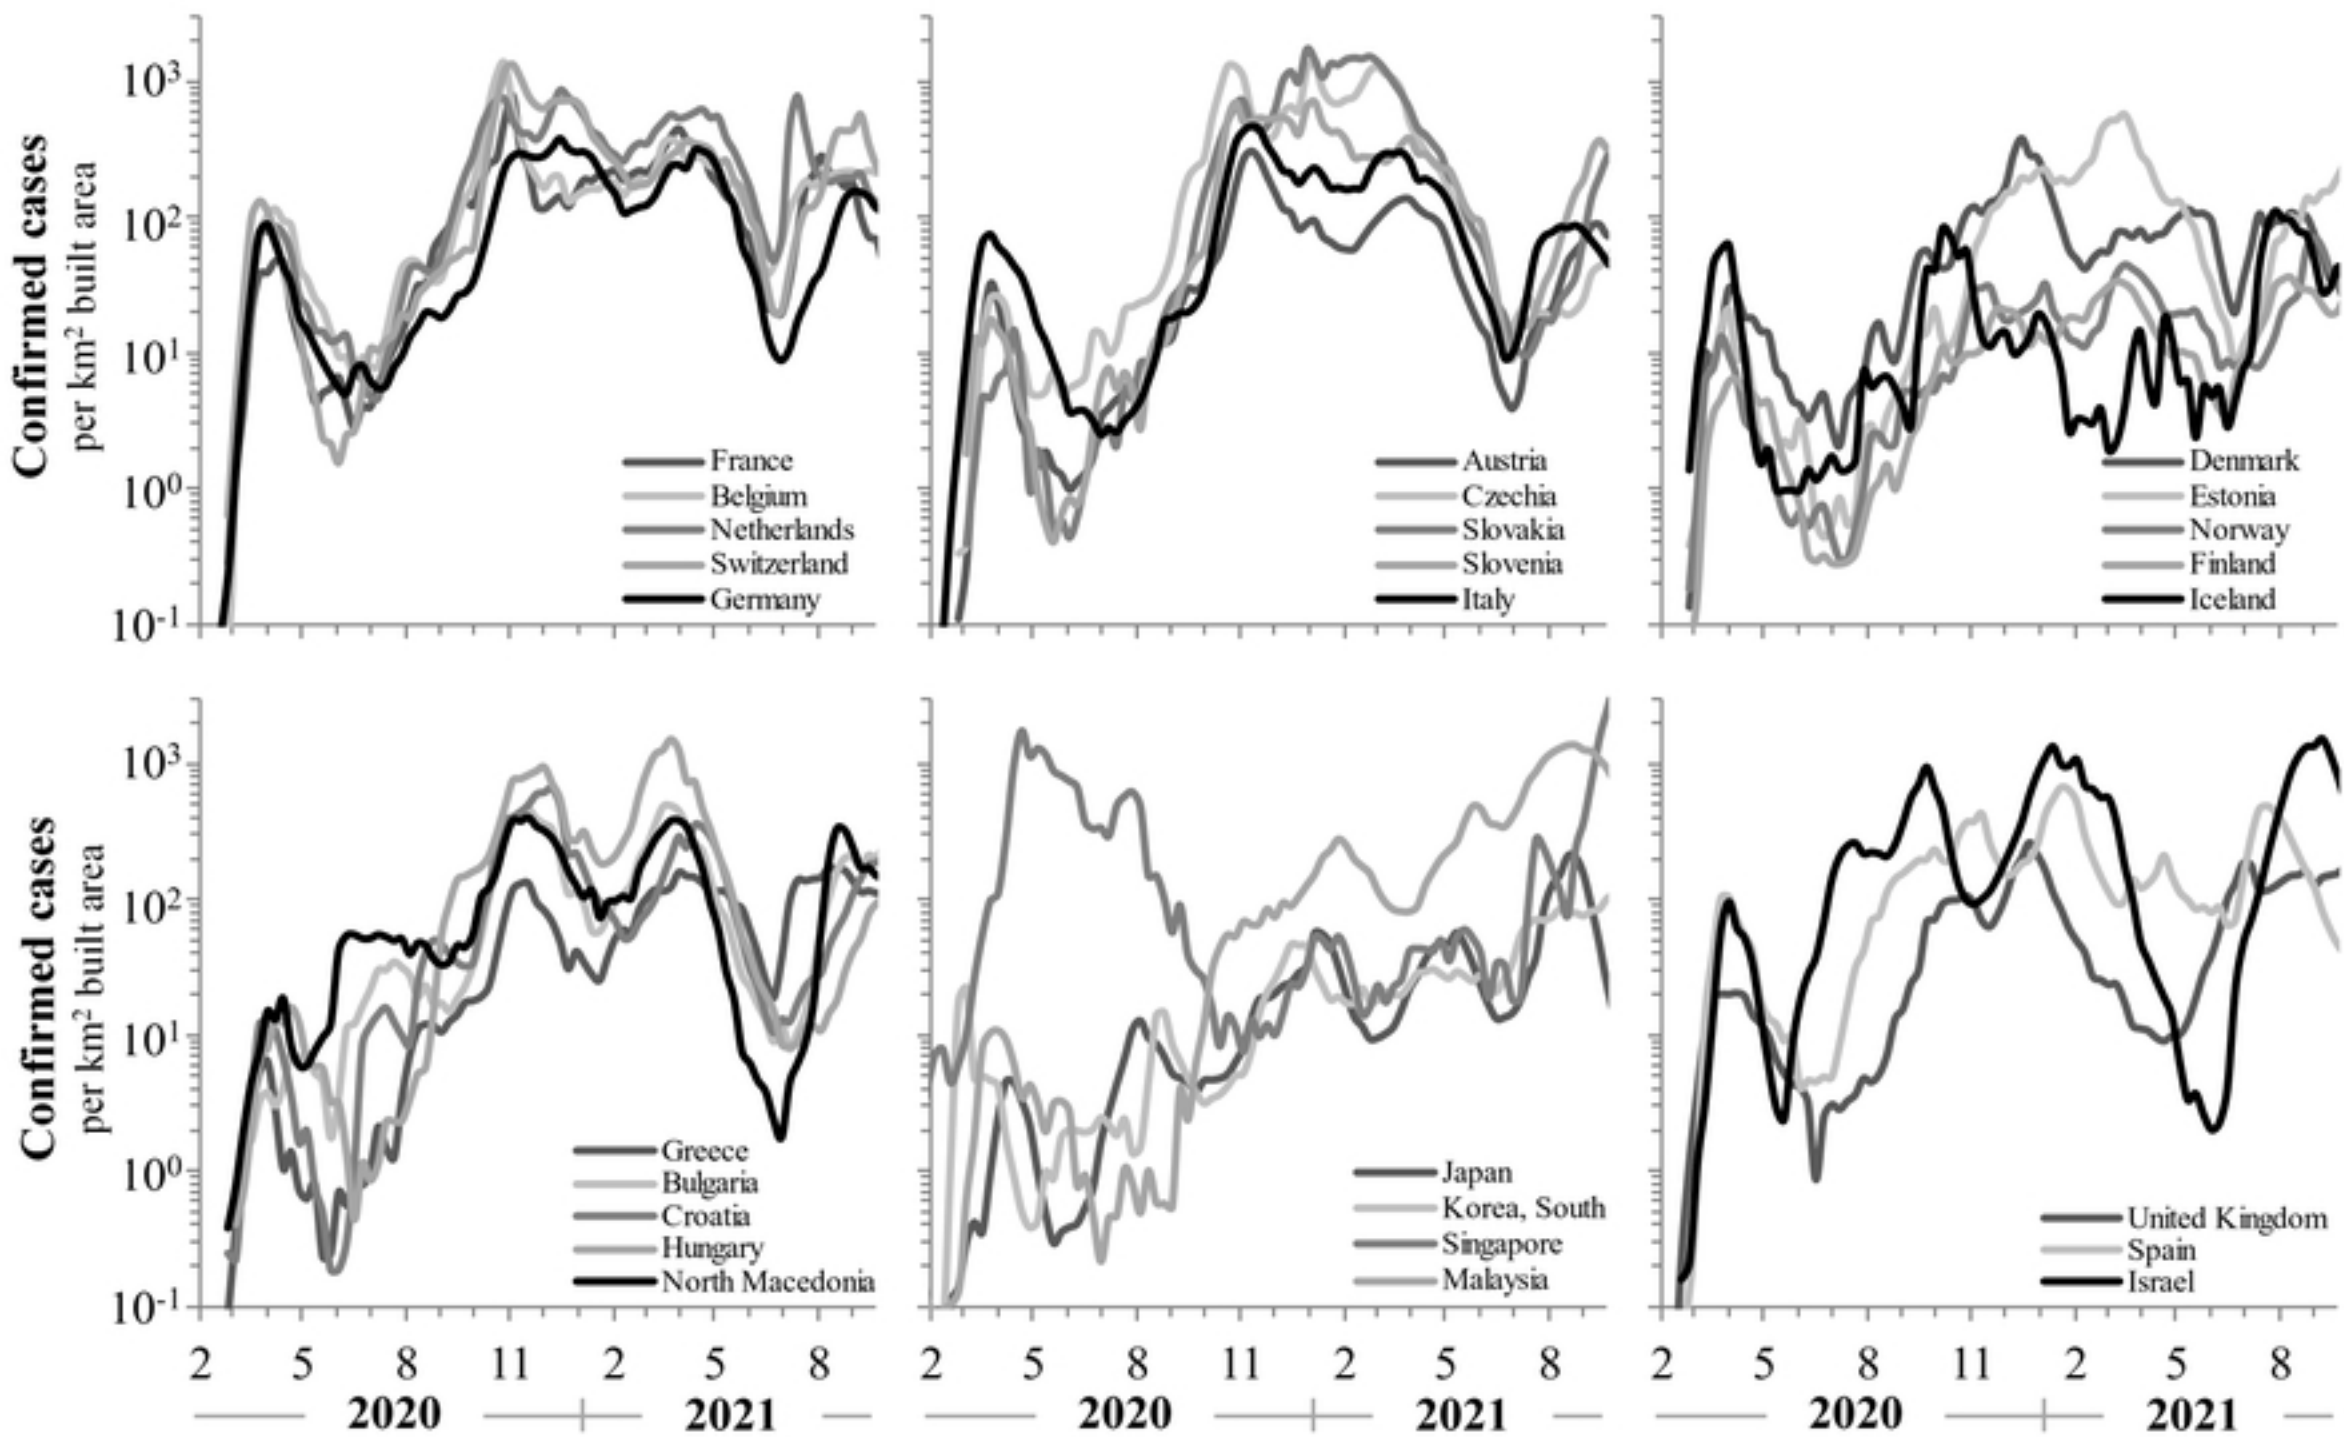 Confirmed cases
per km² built area
10³
10²
10¹
10⁰
10⁻¹
France
Belgium
Netherlands
Switzerland
Germany
Austria
Czechia
Slovakia
Slovenia
Italy
Denmark
Estonia
Norway
Finland
Iceland
Confirmed cases
per km² built area
10³
10²
10¹
10⁰
10⁻¹
Greece
Bulgaria
Croatia
Hungary
North Macedonia
Japan
Korea, South
Singapore
Malaysia
United Kingdom
Spain
Israel
2 5 8 11 2 5 8
2020 2021
2 5 8 11 2 5 8
2020 2021
2 5 8 11 2 5 8
2020 2021